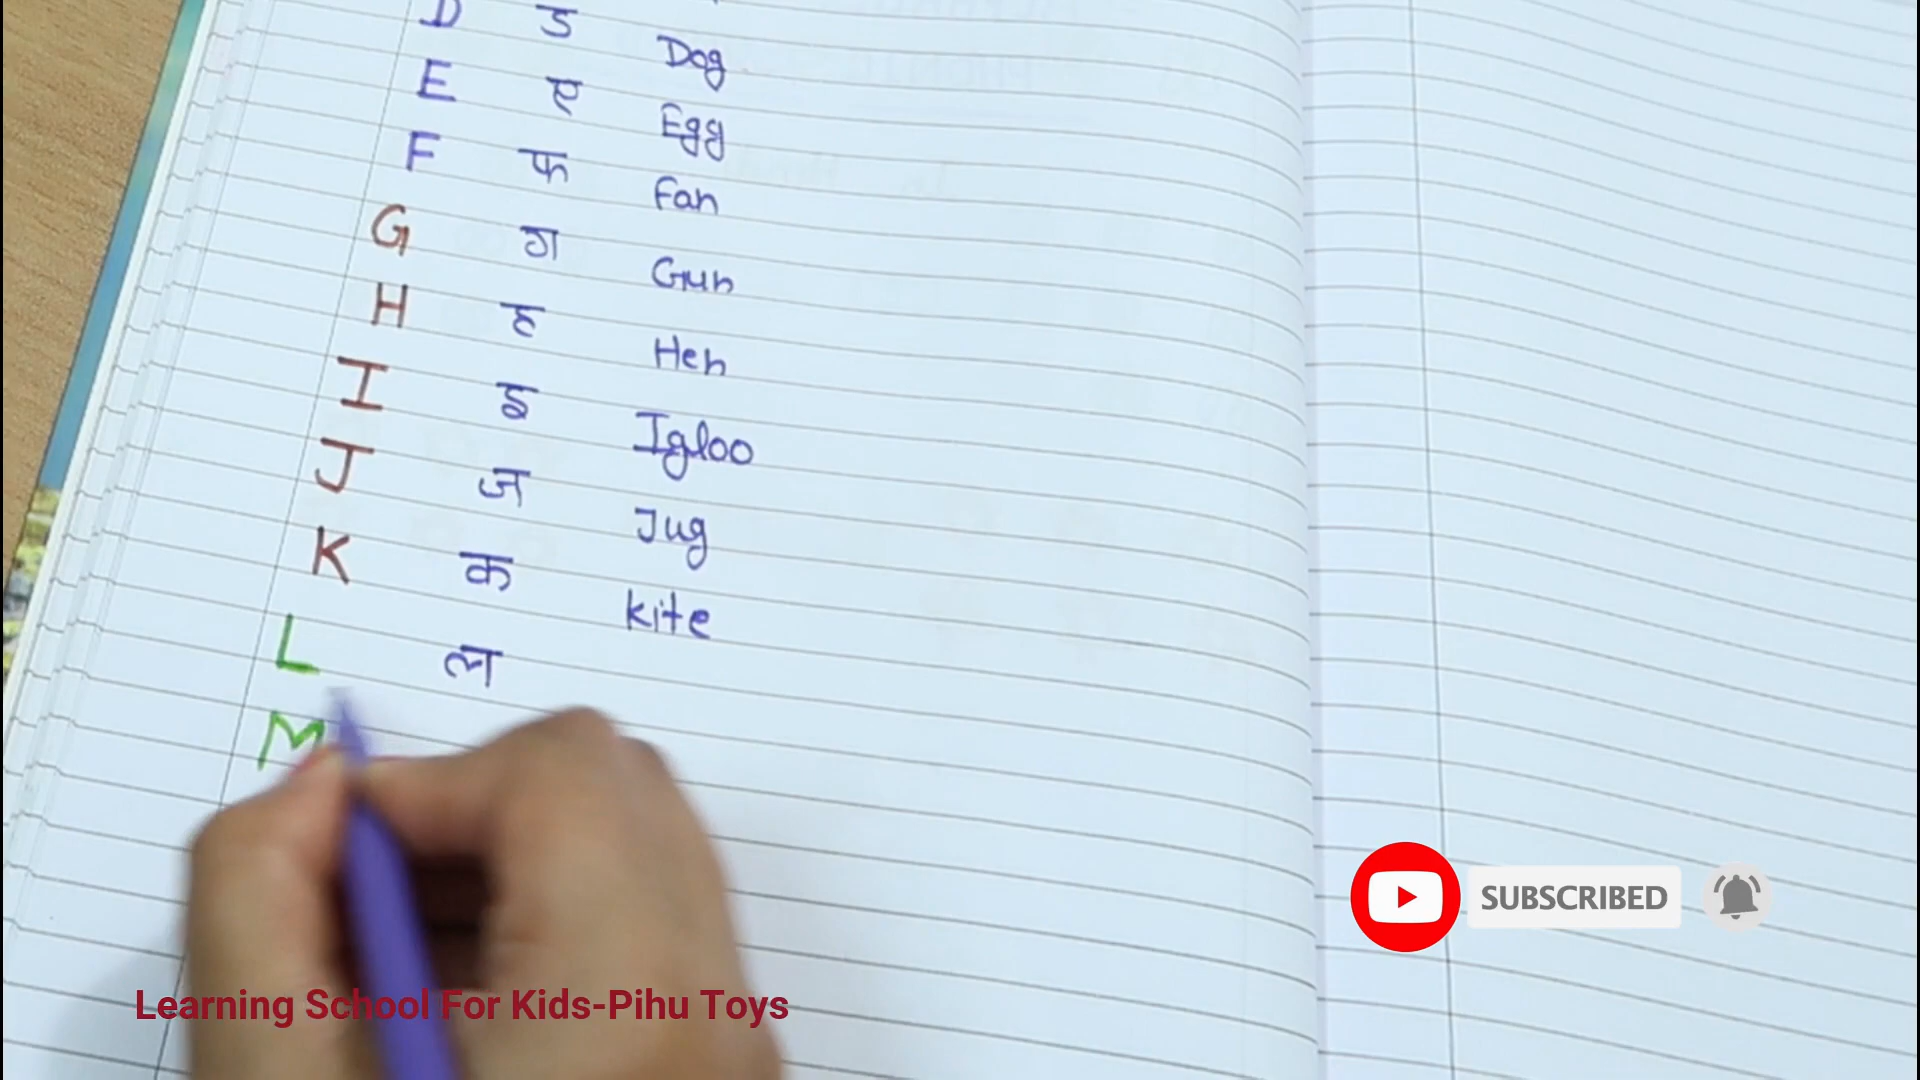 D ड Dog
E ए Egg
F फ Fan
G ग Gun
H ह Hen
I इ Igloo
J ज Jug
K क kite
L ल
M
SUBSCRIBED
Learning School For Kids-Pihu Toys